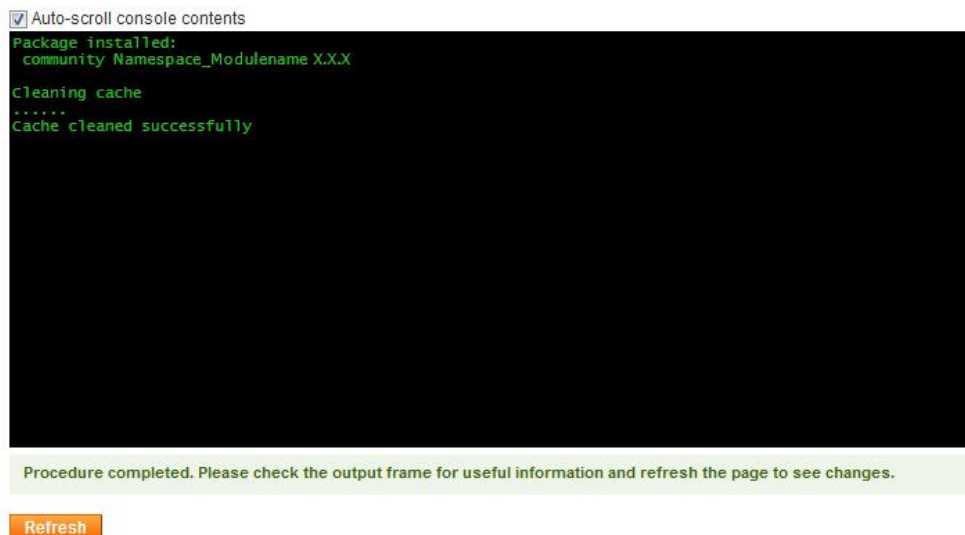 Auto-scroll console contents
Package installed:
community Namespace_Modulename X.X.X
Cleaning cache
......
Cache cleaned successfully
Procedure completed. Please check the output frame for useful information and refresh the page to see changes.
Refresh